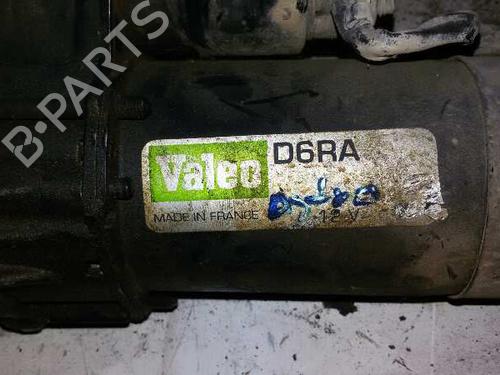 B-PARTS
Valeo
D6RA
MADE IN FRANCE
12 V